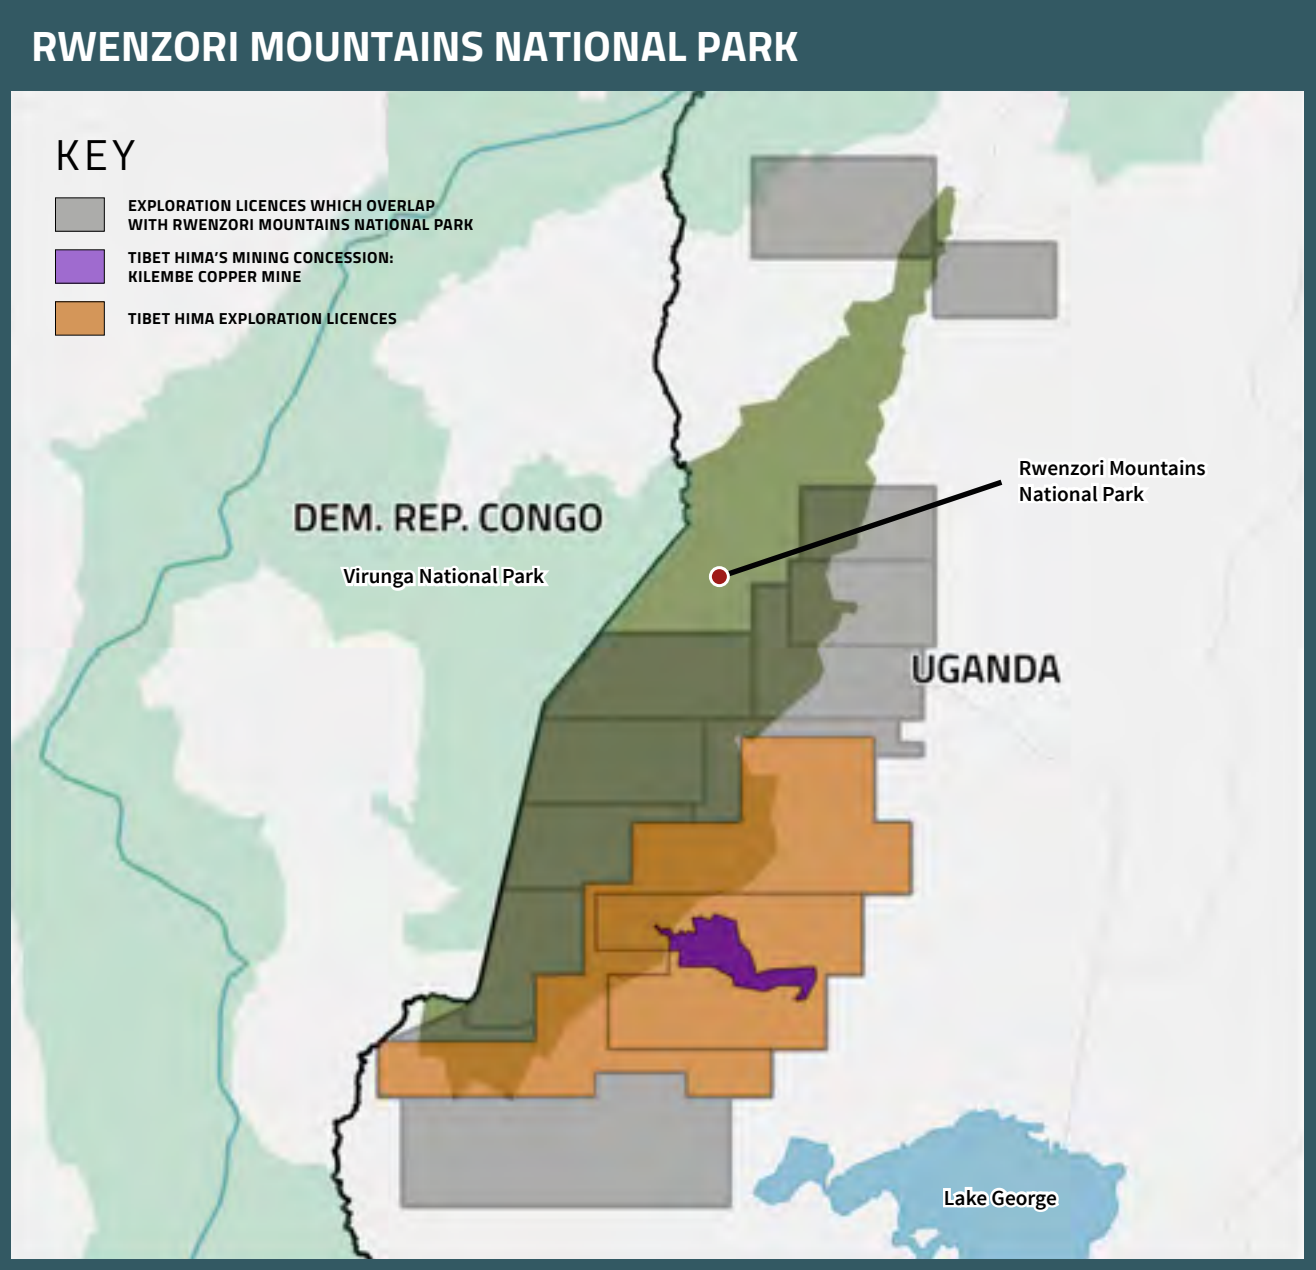 RWENZORI MOUNTAINS NATIONAL PARK
KEY
EXPLORATION LICENCES WHICH OVERLAP
WITH RWENZORI MOUNTAINS NATIONAL PARK
TIBET HIMA'S MINING CONCESSION:
KILEMBE COPPER MINE
TIBET HIMA EXPLORATION LICENCES
Rwenzori Mountains
National Park
DEM. REP. CONGO
Virunga National Park
UGANDA
Lake George